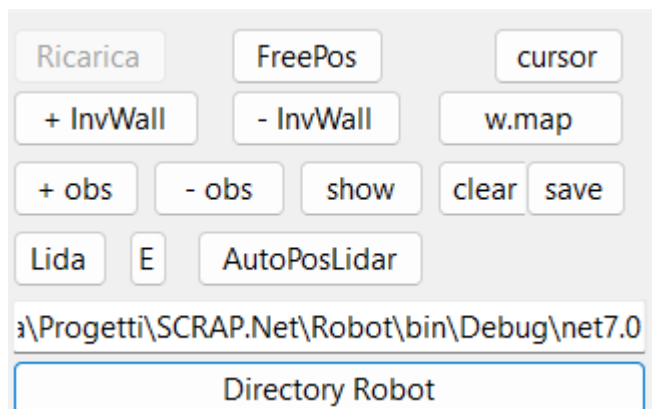 Ricarica FreePos cursor
+ InvWall - InvWall w.map
+ obs - obs show clear save
Lida E AutoPosLidar
a\Progetti\SCRAP.Net\Robot\bin\Debug\net7.0
Directory Robot